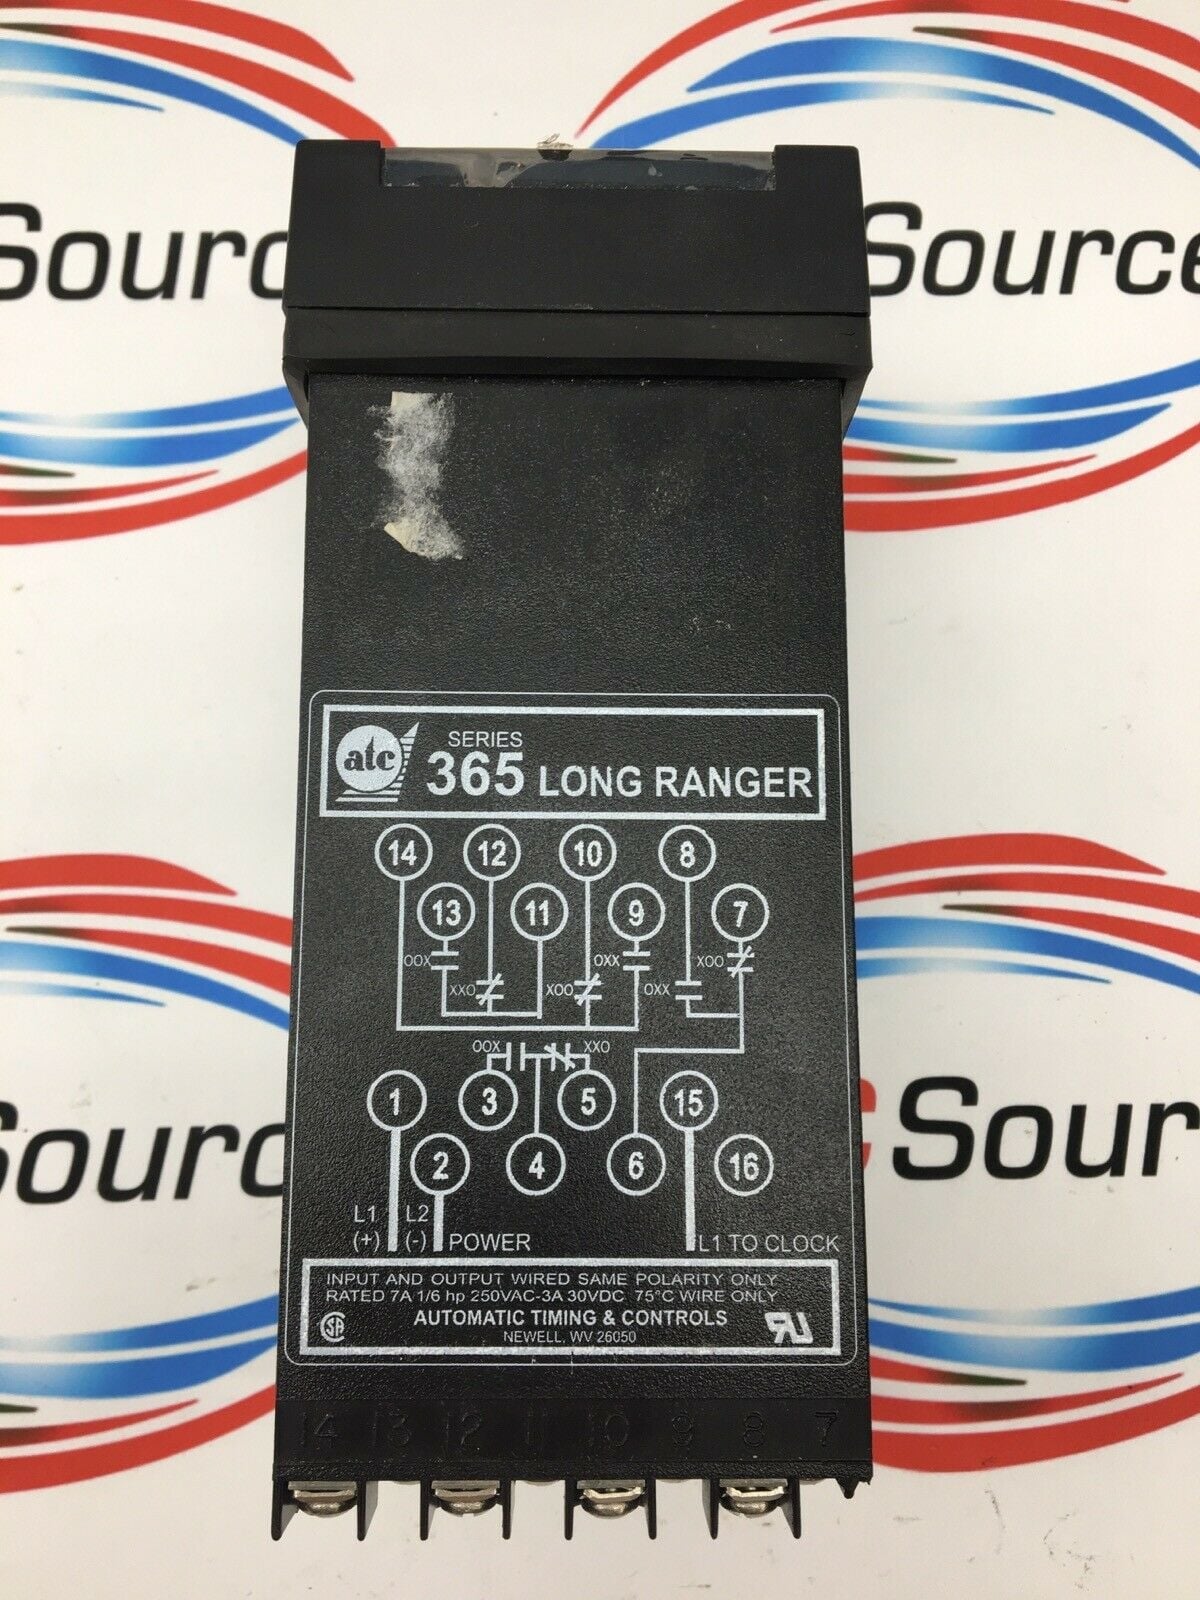 Sourc
Source
atc
SERIES
365 LONG RANGER
14 12 10 8
13 11 9 7
OOX XXO XOO OXX OXX XOO
OOX XXO
1 3 5 15
2 4 6 16
L1 L2
(+) (-) POWER L1 TO CLOCK
INPUT AND OUTPUT WIRED SAME POLARITY ONLY
RATED 7A 1/6 hp 250VAC-3A 30VDC 75°C WIRE ONLY
AUTOMATIC TIMING & CONTROLS
NEWELL, WV 26050
Sourc
Sourc
14 13 12 11 10 9 8 7